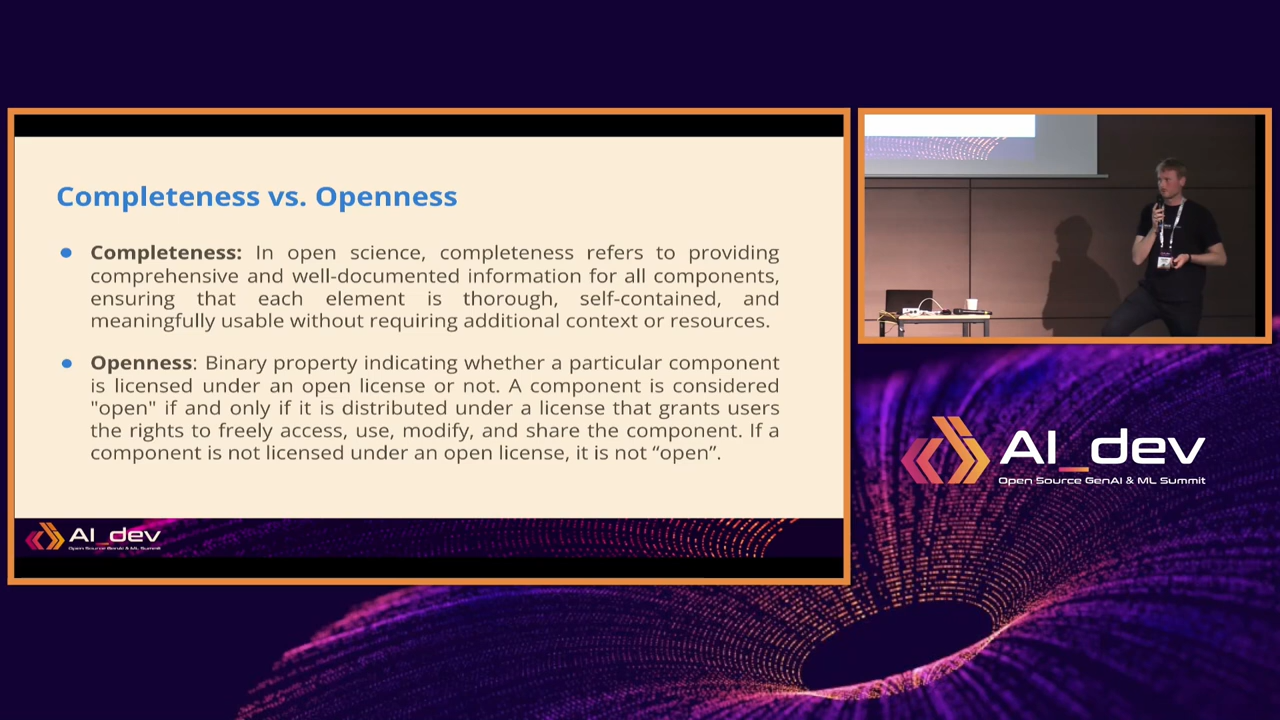 Completeness vs. Openness
● Completeness: In open science, completeness refers to providing
comprehensive and well-documented information for all components,
ensuring that each element is thorough, self-contained, and
meaningfully usable without requiring additional context or resources.
● Openness: Binary property indicating whether a particular component
is licensed under an open license or not. A component is considered
"open" if and only if it is distributed under a license that grants users
the rights to freely access, use, modify, and share the component. If a
component is not licensed under an open license, it is not “open”.
AI_dev
Open Source GenAI & ML Summit
AI_dev
Open Source GenAI & ML Summit